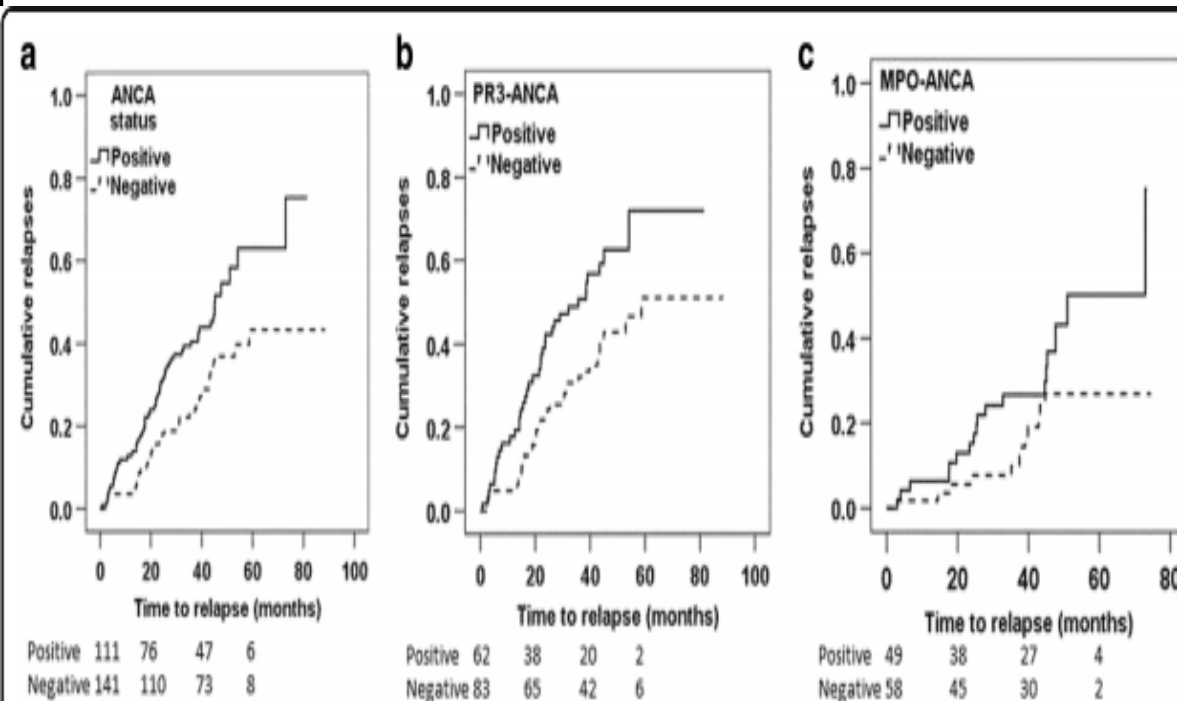 a
ANCA
status
Positive
Negative
1.0
0.8
0.6
0.4
0.2
0.0
Cumulative relapses
0 20 40 60 80 100
Time to relapse (months)
Positive 111 76 47 6
Negative 141 110 73 8
b
PR3-ANCA
Positive
Negative
1.0
0.8
0.6
0.4
0.2
0.0
Cumulative relapses
0 20 40 60 80 100
Time to relapse (months)
Positive 62 38 20 2
Negative 83 65 42 6
c
MPO-ANCA
Positive
Negative
1.0
0.8
0.6
0.4
0.2
0.0
Cumulative relapses
0 20 40 60 80
Time to relapse (months)
Positive 49 38 27 4
Negative 58 45 30 2